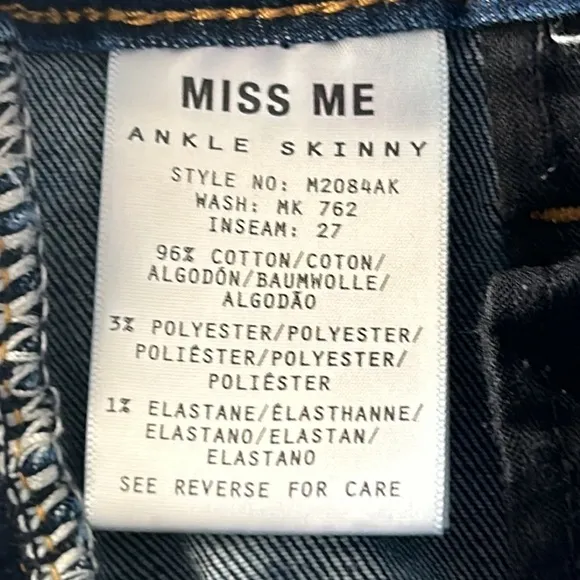 MISS ME
ANKLE SKINNY
STYLE NO: M2084AK
WASH: MK 762
INSEAM: 27
96% COTTON/COTON/
ALGODÓN/BAUMWOLLE/
ALGODÃO
3% POLYESTER/POLYESTER/
POLIÉSTER/POLYESTER/
POLIÉSTER
1% ELASTANE/ÉLASTHANNE/
ELASTANO/ELASTAN/
ELASTANO
SEE REVERSE FOR CARE